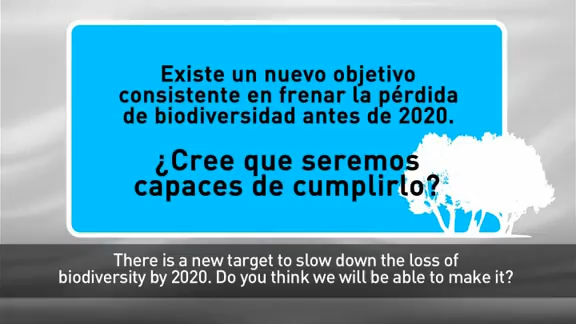 Existe un nuevo objetivo
consistente en frenar la pérdida
de biodiversidad antes de 2020.
¿Cree que seremos
capaces de cumplirlo?
There is a new target to slow down the loss of
biodiversity by 2020. Do you think we will be able to make it?